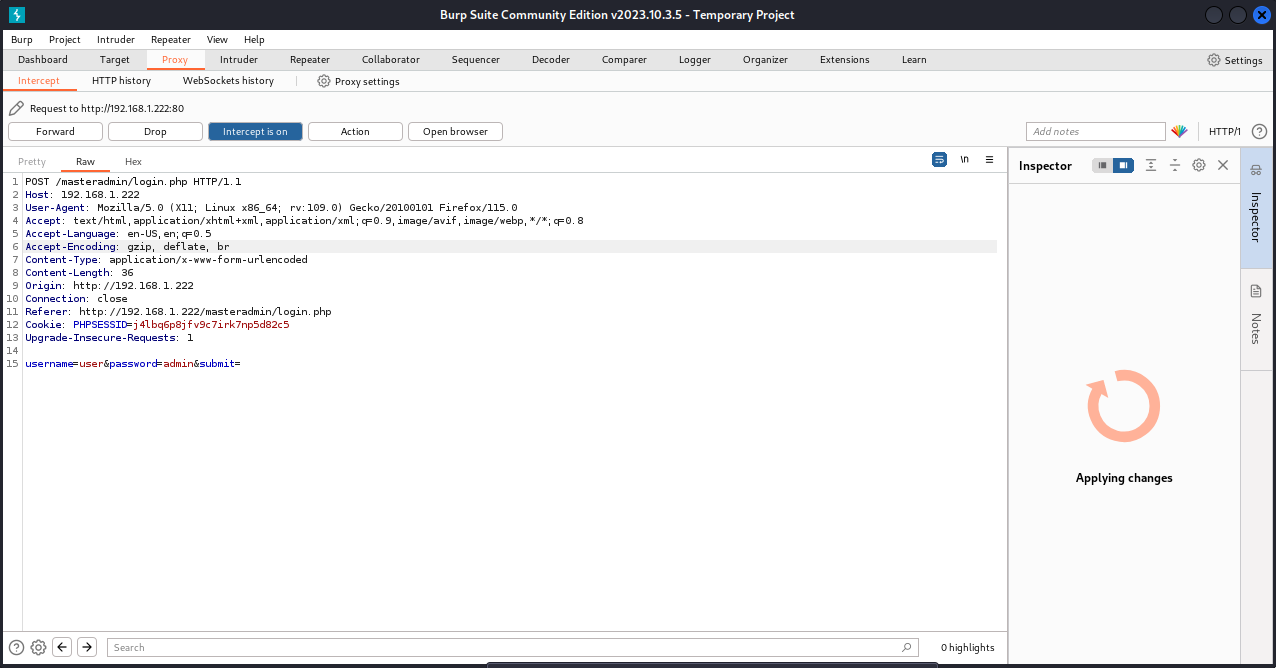 Burp Suite Community Edition v2023.10.3.5 - Temporary Project
Burp Project Intruder Repeater View Help
Dashboard Target Proxy Intruder Repeater Collaborator Sequencer Decoder Comparer Logger Organizer Extensions Learn Settings
Intercept HTTP history WebSockets history Proxy settings
Request to http://192.168.1.222:80
Forward Drop Intercept is on Action Open browser Add notes HTTP/1 ?
Pretty Raw Hex \n Inspector
1 POST /masteradmin/login.php HTTP/1.1
2 Host: 192.168.1.222
3 User-Agent: Mozilla/5.0 (X11; Linux x86_64; rv:109.0) Gecko/20100101 Firefox/115.0
4 Accept: text/html,application/xhtml+xml,application/xml;q=0.9,image/avif,image/webp,*/*;q=0.8
5 Accept-Language: en-US,en;q=0.5
6 Accept-Encoding: gzip, deflate, br
7 Content-Type: application/x-www-form-urlencoded
8 Content-Length: 36
9 Origin: http://192.168.1.222
10 Connection: close
11 Referer: http://192.168.1.222/masteradmin/login.php
12 Cookie: PHPSESSID=j4lbq6p8jfv9c7irk7np5d82c5
13 Upgrade-Insecure-Requests: 1
14
15 username=user&password=admin&submit=
Applying changes
Inspector
Notes
? Search 0 highlights